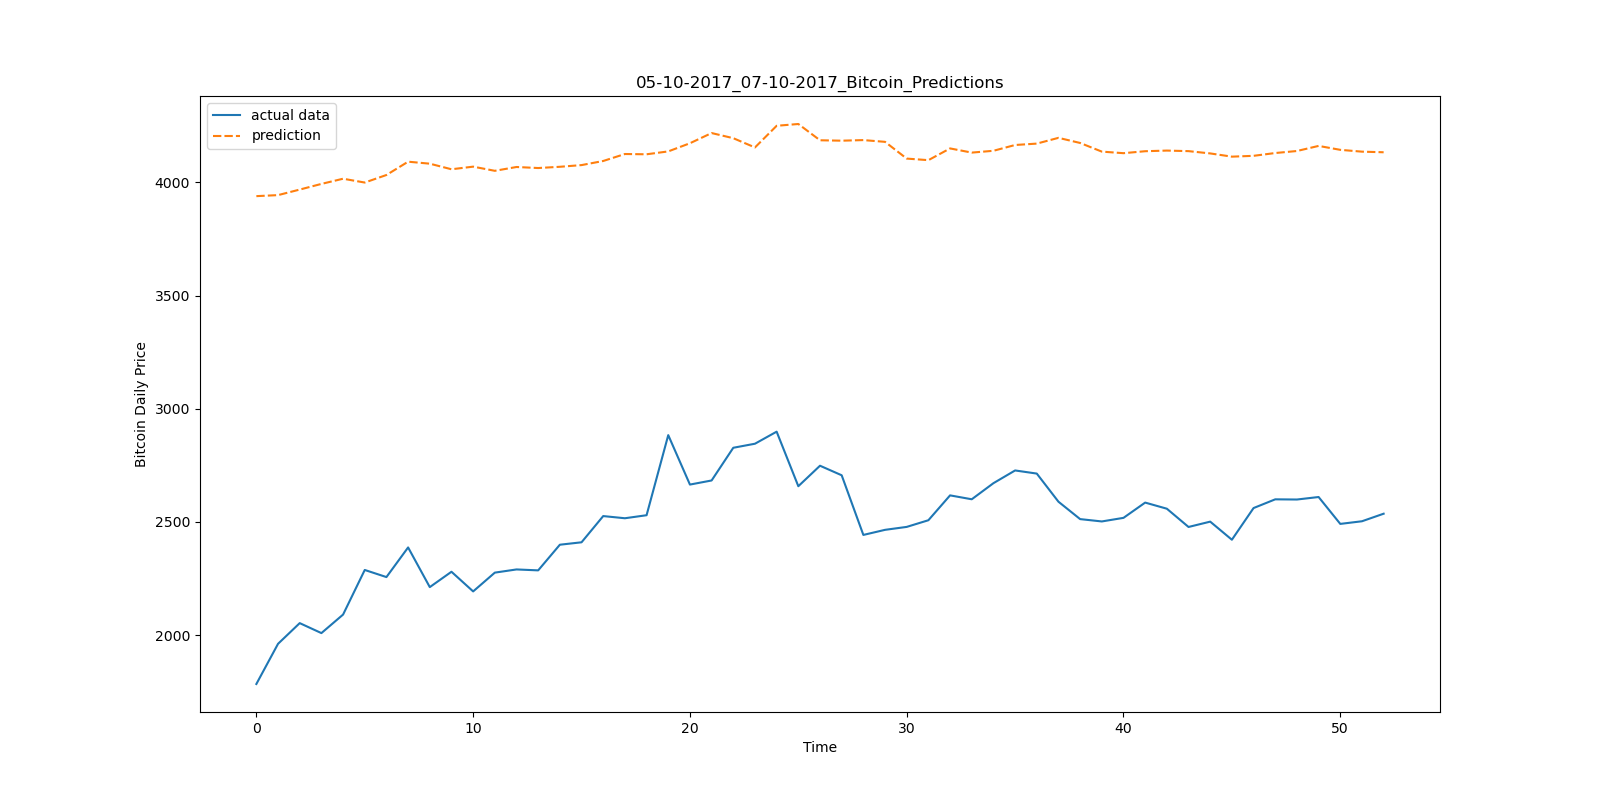 05-10-2017_07-10-2017_Bitcoin_Predictions
actual data
prediction
4000
3500
3000
2500
2000
Bitcoin Daily Price
0 10 20 30 40 50
Time